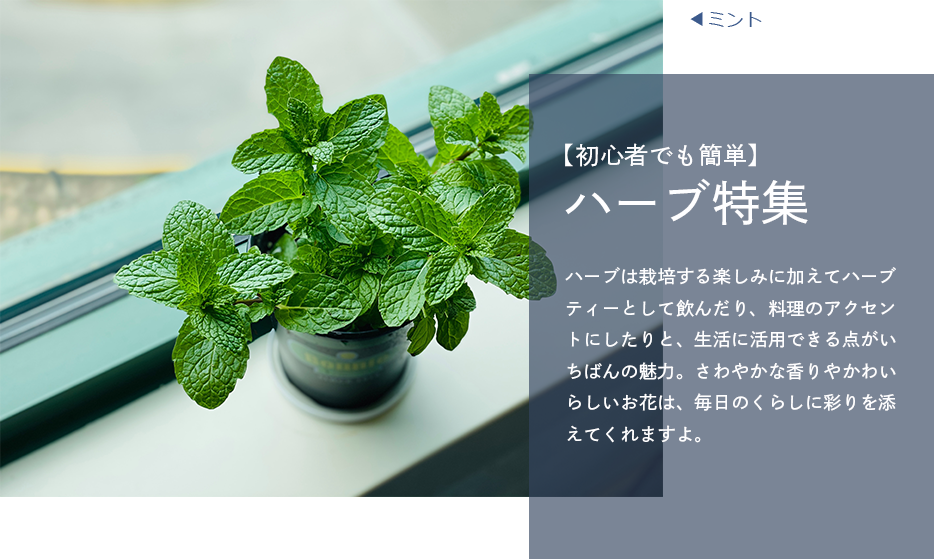 ◀ ミント
【初心者でも簡単】
ハーブ特集
ハーブは栽培する楽しみに加えてハーブ
ティーとして飲んだり、料理のアクセン
トにしたりと、生活に活用できる点がい
ちばんの魅力。さわやかな香りやかわい
らしいお花は、毎日のくらしに彩りを添
えてくれますよ。